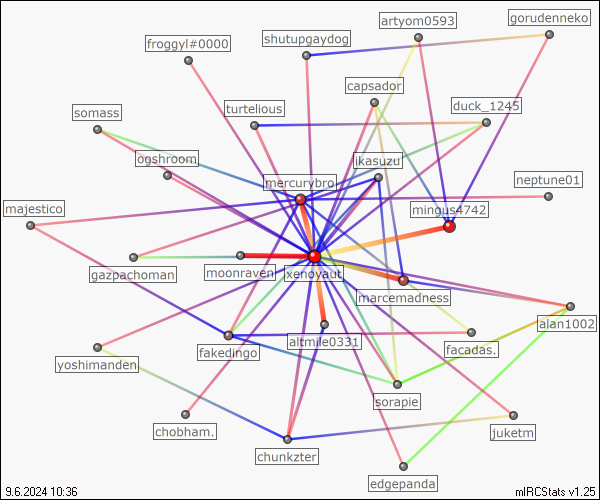 gorudenneko
artyom0593
froggyl#0000
shutupgaydog
capsador
turtelious
duck_1245
somass
ogshroom
ikasuzu
mercurybro
neptune01
majestico
mingus4742
gazpachoman
moonraven
xenoyaut
marcemadness
alan1002
altmile0331
fakedingo
facadas.
yoshimanden
sorapie
chobham.
juketm
chunkzter
edgepanda
9.6.2024 10:36
mIRCStats v1.25